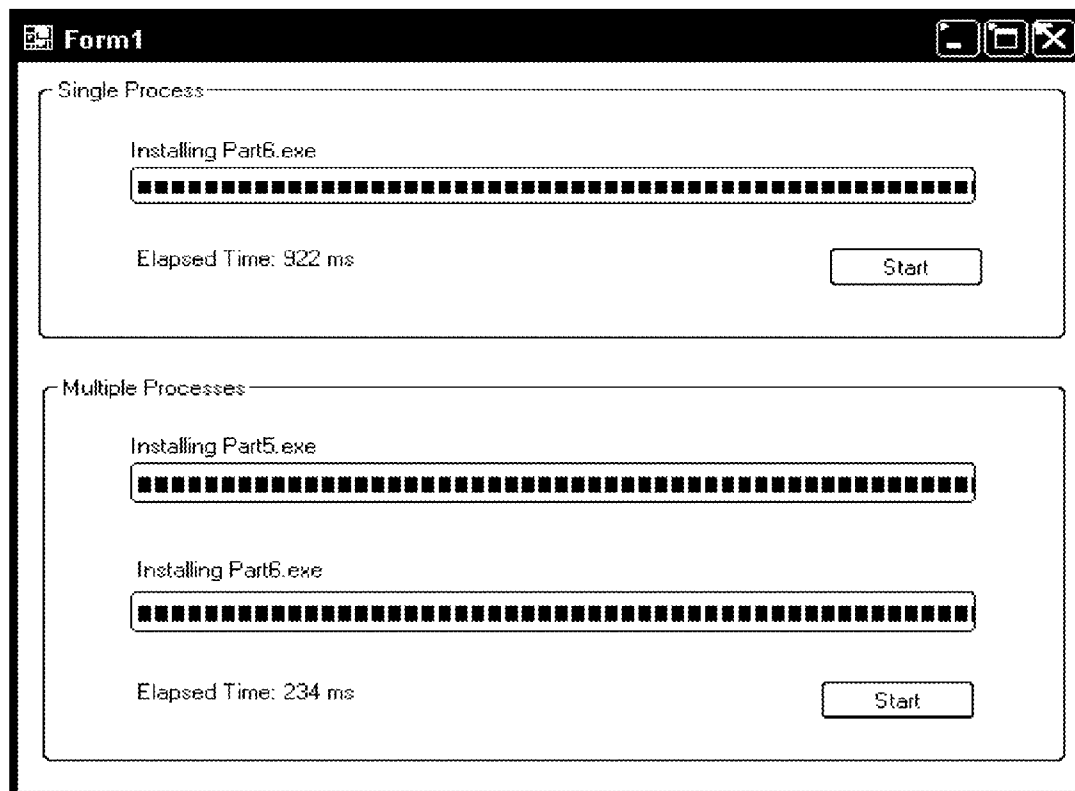 Form1
Single Process
Installing Part6.exe
Elapsed Time: 922 ms
Start
Multiple Processes
Installing Part5.exe
Installing Part6.exe
Elapsed Time: 234 ms
Start